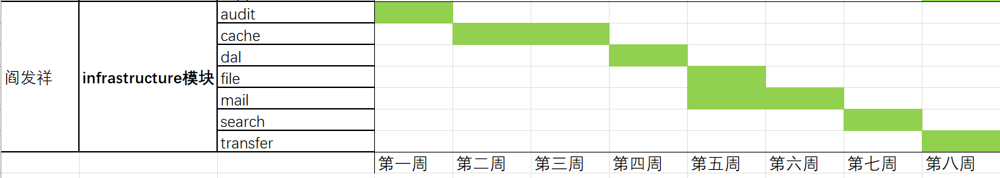 audit
cache
dal
阎发祥 infrastructure模块 file
mail
search
transfer
第一周 第二周 第三周 第四周 第五周 第六周 第七周 第八周